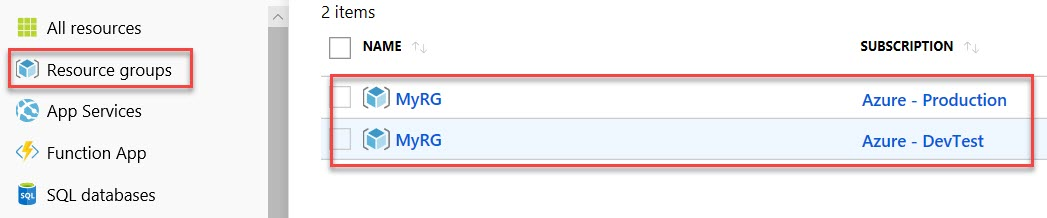 All resources
Resource groups
App Services
Function App
SQL
SQL databases
2 items
NAME SUBSCRIPTION
MyRG Azure - Production
MyRG Azure - DevTest